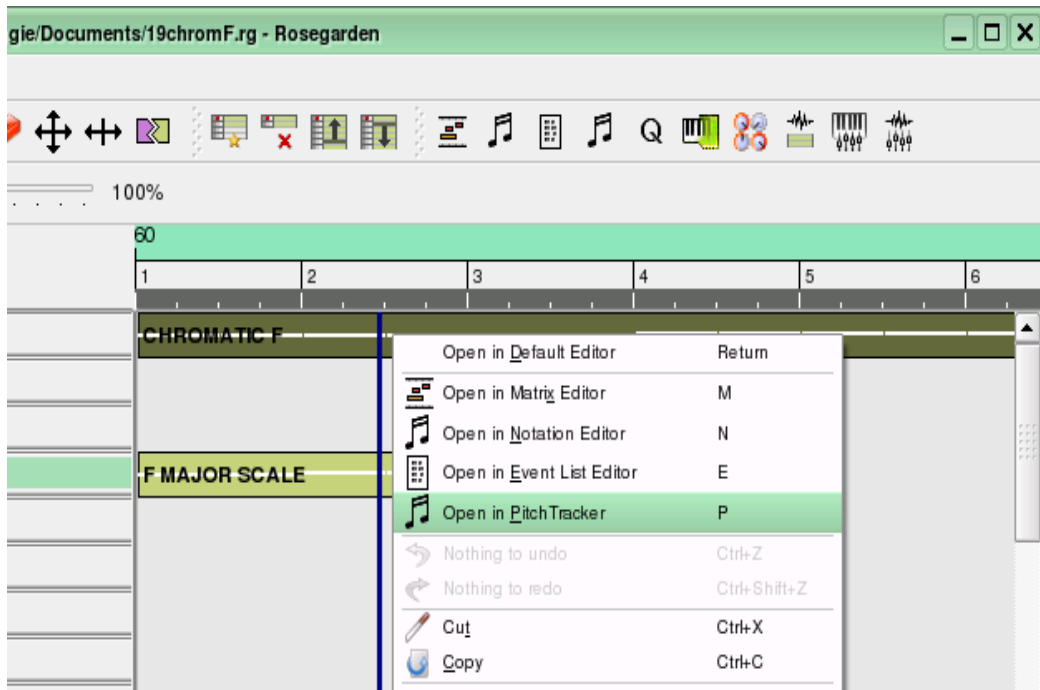 gie/Documents/19chromF.rg - Rosegarden
Q
100%
60
1 2 3 4 5 6
CHROMATIC F
Open in Default Editor Return
Open in Matrix Editor M
Open in Notation Editor N
F MAJOR SCALE
Open in Event List Editor E
Open in PitchTracker P
Nothing to undo Ctrl+Z
Nothing to redo Ctrl+Shift+Z
Cut Ctrl+X
Copy Ctrl+C